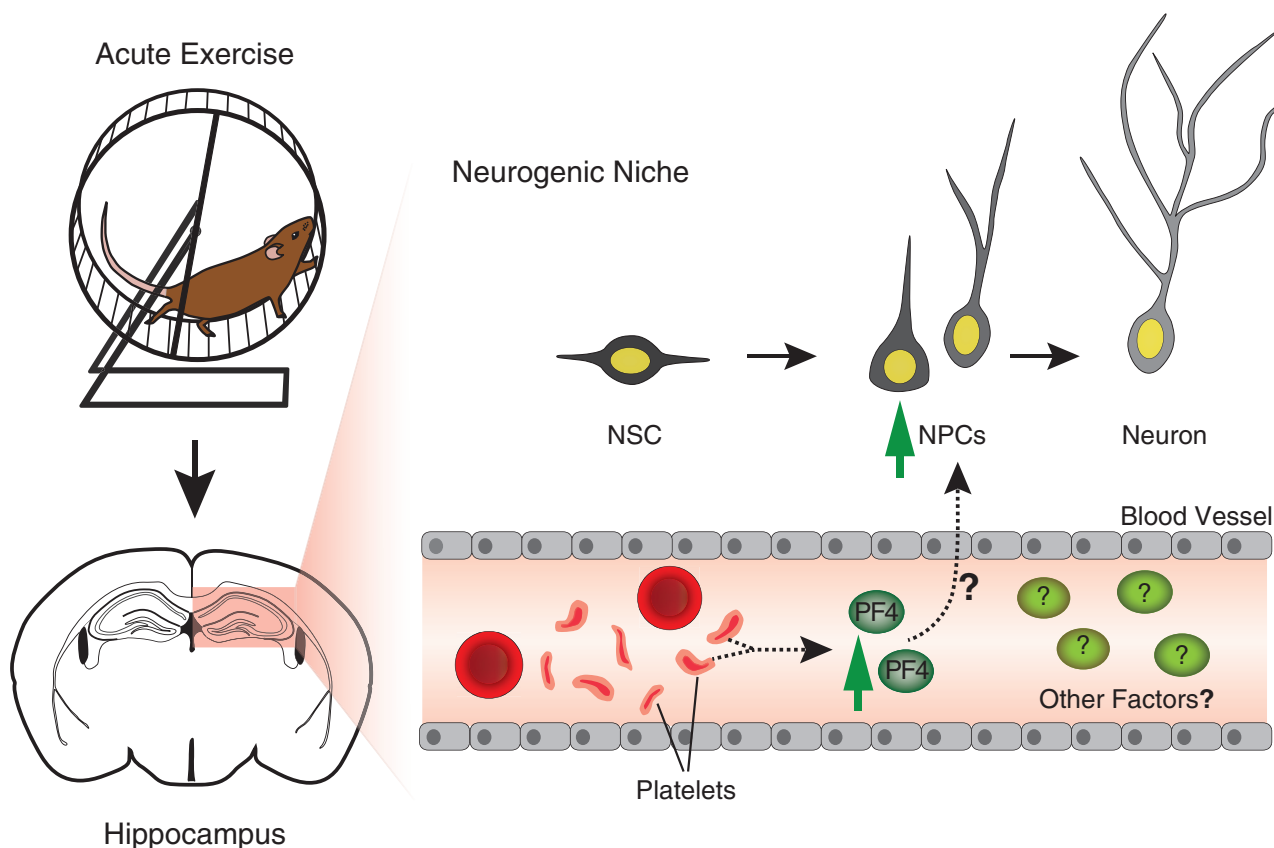 Acute Exercise
Neurogenic Niche
NSC
NPCs
Neuron
Blood Vessel
?
PF4
PF4
?
?
?
?
Other Factors?
Platelets
Hippocampus